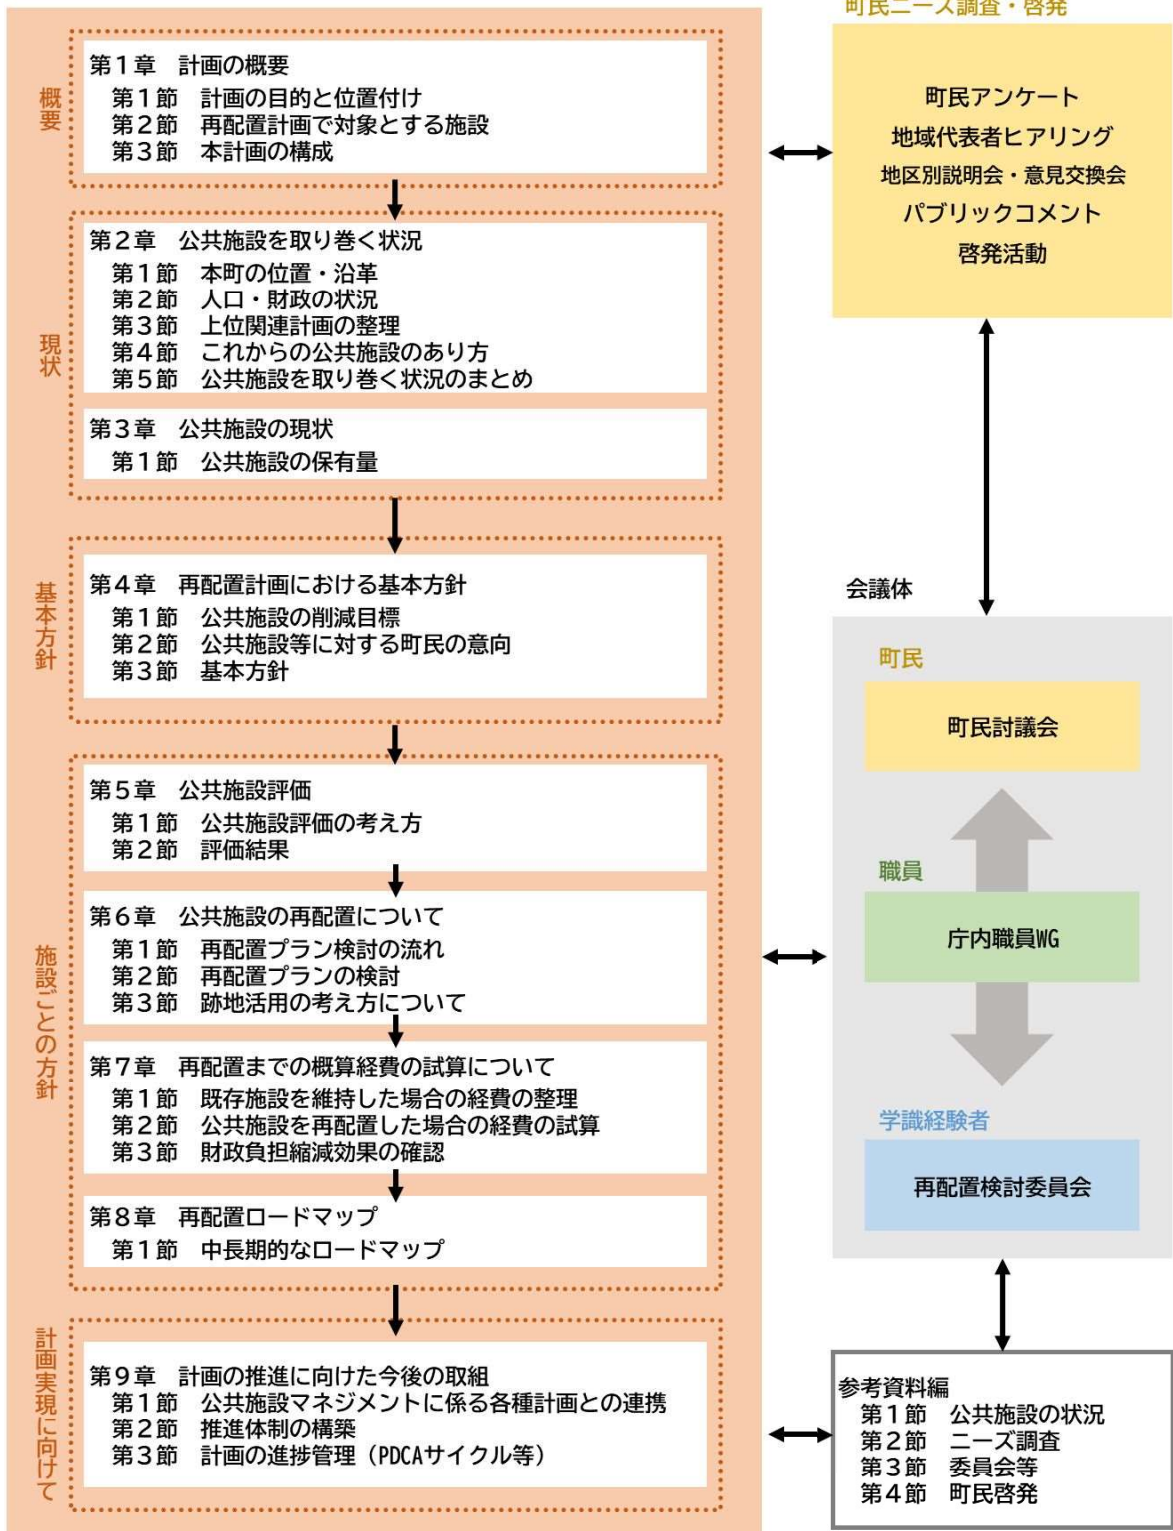 概要
第１章　計画の概要
第１節　計画の目的と位置付け
第２節　再配置計画で対象とする施設
第３節　本計画の構成
現状
第２章　公共施設を取り巻く状況
第１節　本町の位置・沿革
第２節　人口・財政の状況
第３節　上位関連計画の整理
第４節　これからの公共施設のあり方
第５節　公共施設を取り巻く状況のまとめ
第３章　公共施設の現状
第１節　公共施設の保有量
基本方針
第４章　再配置計画における基本方針
第１節　公共施設の削減目標
第２節　公共施設等に対する町民の意向
第３節　基本方針
施設ごとの方針
第５章　公共施設評価
第１節　公共施設評価の考え方
第２節　評価結果
第６章　公共施設の再配置について
第１節　再配置プラン検討の流れ
第２節　再配置プランの検討
第３節　跡地活用の考え方について
第７章　再配置までの概算経費の試算について
第１節　既存施設を維持した場合の経費の整理
第２節　公共施設を再配置した場合の経費の試算
第３節　財政負担縮減効果の確認
第８章　再配置ロードマップ
第１節　中長期的なロードマップ
計画実現に向けて
第９章　計画の推進に向けた今後の取組
第１節　公共施設マネジメントに係る各種計画との連携
第２節　推進体制の構築
第３節　計画の進捗管理（PDCAサイクル等）
町民ニーズ調査・啓発
町民アンケート
地域代表者ヒアリング
地区別説明会・意見交換会
パブリックコメント
啓発活動
会議体
町民
町民討議会
職員
庁内職員WG
学識経験者
再配置検討委員会
参考資料編
第１節　公共施設の状況
第２節　ニーズ調査
第３節　委員会等
第４節　町民啓発